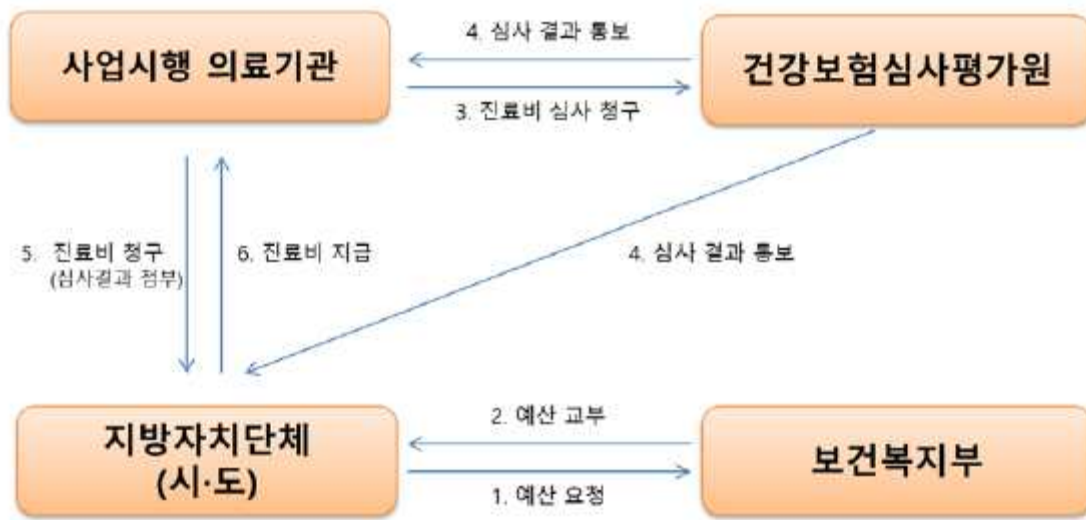 사업시행 의료기관
4. 심사 결과 통보
3. 진료비 심사 청구
건강보험심사평가원
5. 진료비 청구
(심사결과 첨부)
6. 진료비 지급
4. 심사 결과 통보
지방자치단체
(시·도)
2. 예산 교부
1. 예산 요청
보건복지부